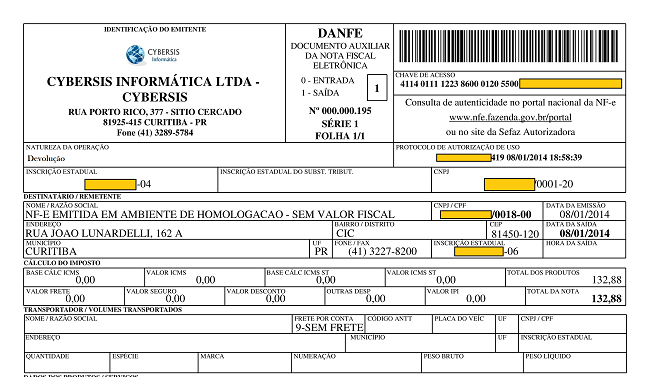 IDENTIFICAÇÃO DO EMITENTE
CYBERSIS
Informática
CYBERSIS INFORMÁTICA LTDA -
CYBERSIS
RUA PORTO RICO, 377 - SITIO CERCADO
81925-415 CURITIBA - PR
Fone (41) 3289-5784
DANFE
DOCUMENTO AUXILIAR
DA NOTA FISCAL
ELETRÔNICA
0 - ENTRADA
1 - SAÍDA
1
Nº 000.000.195
SÉRIE 1
FOLHA 1/1
CHAVE DE ACESSO
4114 0111 1223 8600 0120 5500
Consulta de autenticidade no portal nacional da NF-e
www.nfe.fazenda.gov.br/portal
ou no site da Sefaz Autorizadora
NATUREZA DA OPERAÇÃO
Devolução
PROTOCOLO DE AUTORIZAÇÃO DE USO
419 08/01/2014 18:58:39
INSCRIÇÃO ESTADUAL
-04
INSCRIÇÃO ESTADUAL DO SUBST. TRIBUT.
CNPJ
/0001-20
DESTINATÁRIO / REMETENTE
NOME / RAZÃO SOCIAL
NF-E EMITIDA EM AMBIENTE DE HOMOLOGACAO - SEM VALOR FISCAL
CNPJ / CPF
/0018-00
DATA DA EMISSÃO
08/01/2014
ENDEREÇO
RUA JOAO LUNARDELLI, 162 A
BAIRRO / DISTRITO
CIC
CEP
81450-120
DATA DA SAÍDA
08/01/2014
MUNICÍPIO
CURITIBA
UF
PR
FONE / FAX
(41) 3227-8200
INSCRIÇÃO ESTADUAL
-06
HORA DA SAÍDA
CÁLCULO DO IMPOSTO
BASE CÁLC ICMS
0,00
VALOR ICMS
0,00
BASE CÁLC ICMS ST
0,00
VALOR ICMS ST
0,00
TOTAL DOS PRODUTOS
132,88
VALOR FRETE
0,00
VALOR SEGURO
0,00
VALOR DESCONTO
0,00
OUTRAS DESP
0,00
VALOR IPI
0,00
TOTAL DA NOTA
132,88
TRANSPORTADOR / VOLUMES TRANSPORTADOS
NOME / RAZÃO SOCIAL
FRETE POR CONTA
9-SEM FRETE
CÓDIGO ANTT
PLACA DO VEÍC
UF
CNPJ / CPF
ENDEREÇO
MUNICÍPIO
UF
INSCRIÇÃO ESTADUAL
QUANTIDADE
ESPÉCIE
MARCA
NUMERAÇÃO
PESO BRUTO
PESO LÍQUIDO
DADOS DOS PRODUTOS / SERVIÇOS